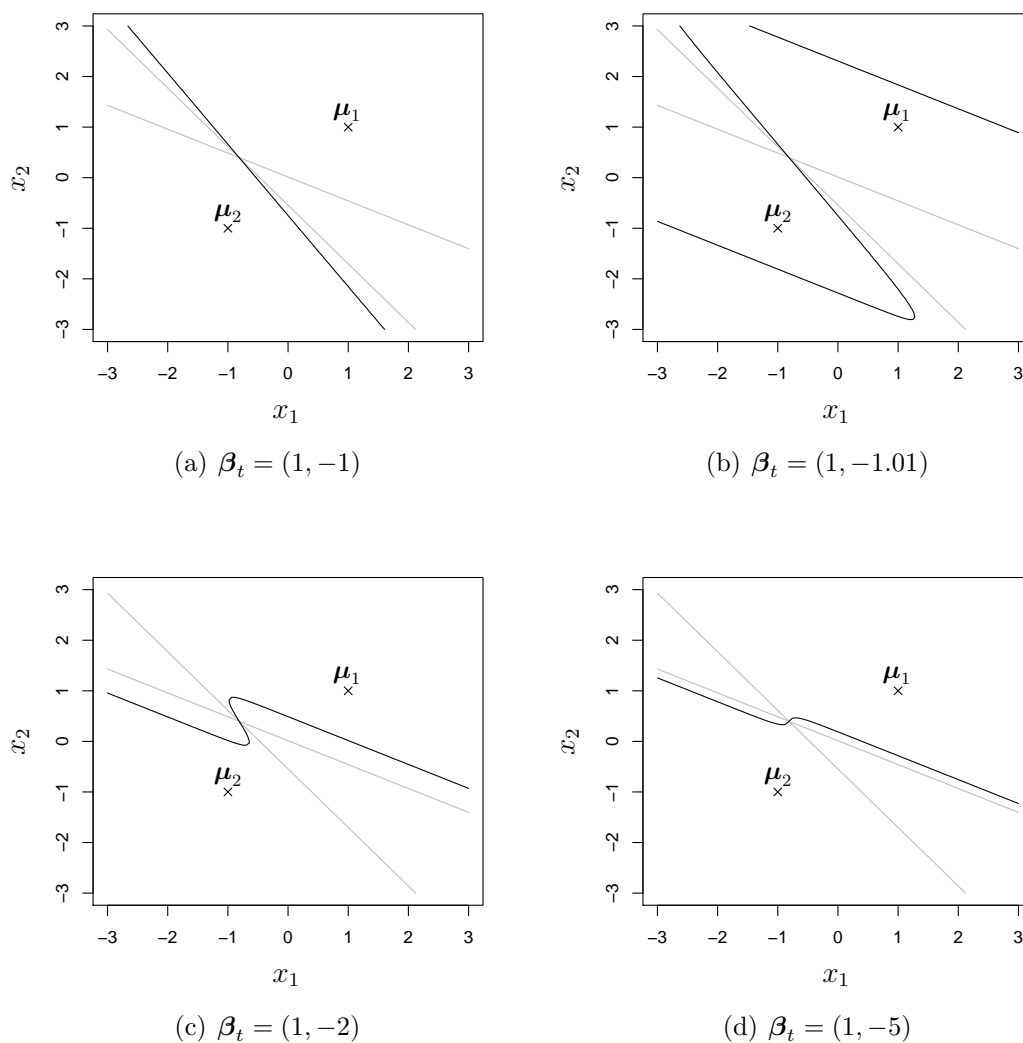 3
2
1
0
−1
−2
−3
x₂
μ₁
×
μ₂
×
−3 −2 −1 0 1 2 3
x₁
(a) βₜ = (1, −1)
3
2
1
0
−1
−2
−3
x₂
μ₁
×
μ₂
×
−3 −2 −1 0 1 2 3
x₁
(b) βₜ = (1, −1.01)
3
2
1
0
−1
−2
−3
x₂
μ₁
×
μ₂
×
−3 −2 −1 0 1 2 3
x₁
(c) βₜ = (1, −2)
3
2
1
0
−1
−2
−3
x₂
μ₁
×
μ₂
×
−3 −2 −1 0 1 2 3
x₁
(d) βₜ = (1, −5)